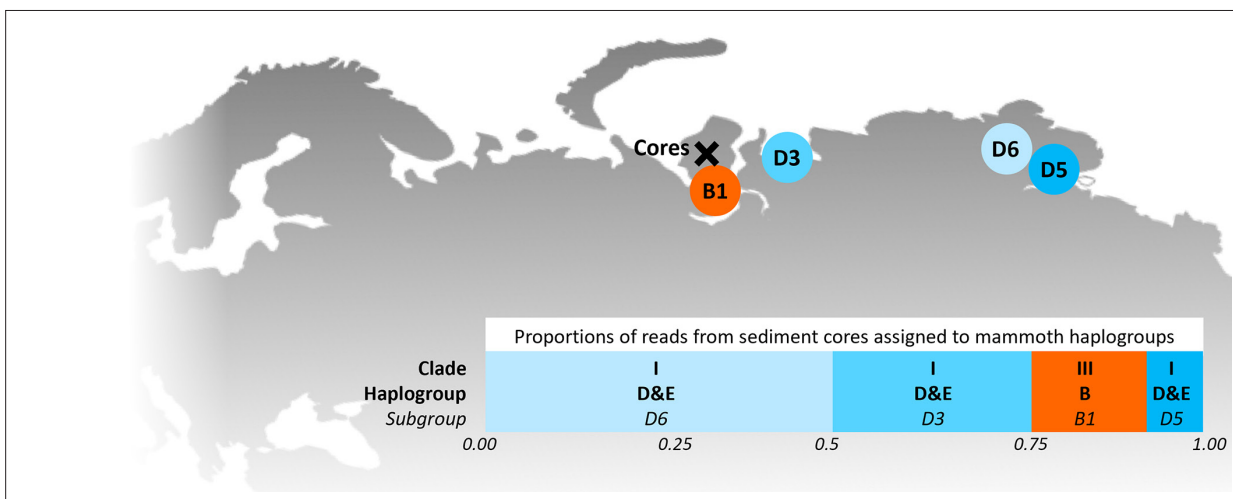 Cores
D3
D6
D5
B1
Proportions of reads from sediment cores assigned to mammoth haplogroups
Clade I I III I
Haplogroup D&E D&E B D&E
Subgroup D6 D3 B1 D5
0.00 0.25 0.5 0.75 1.00